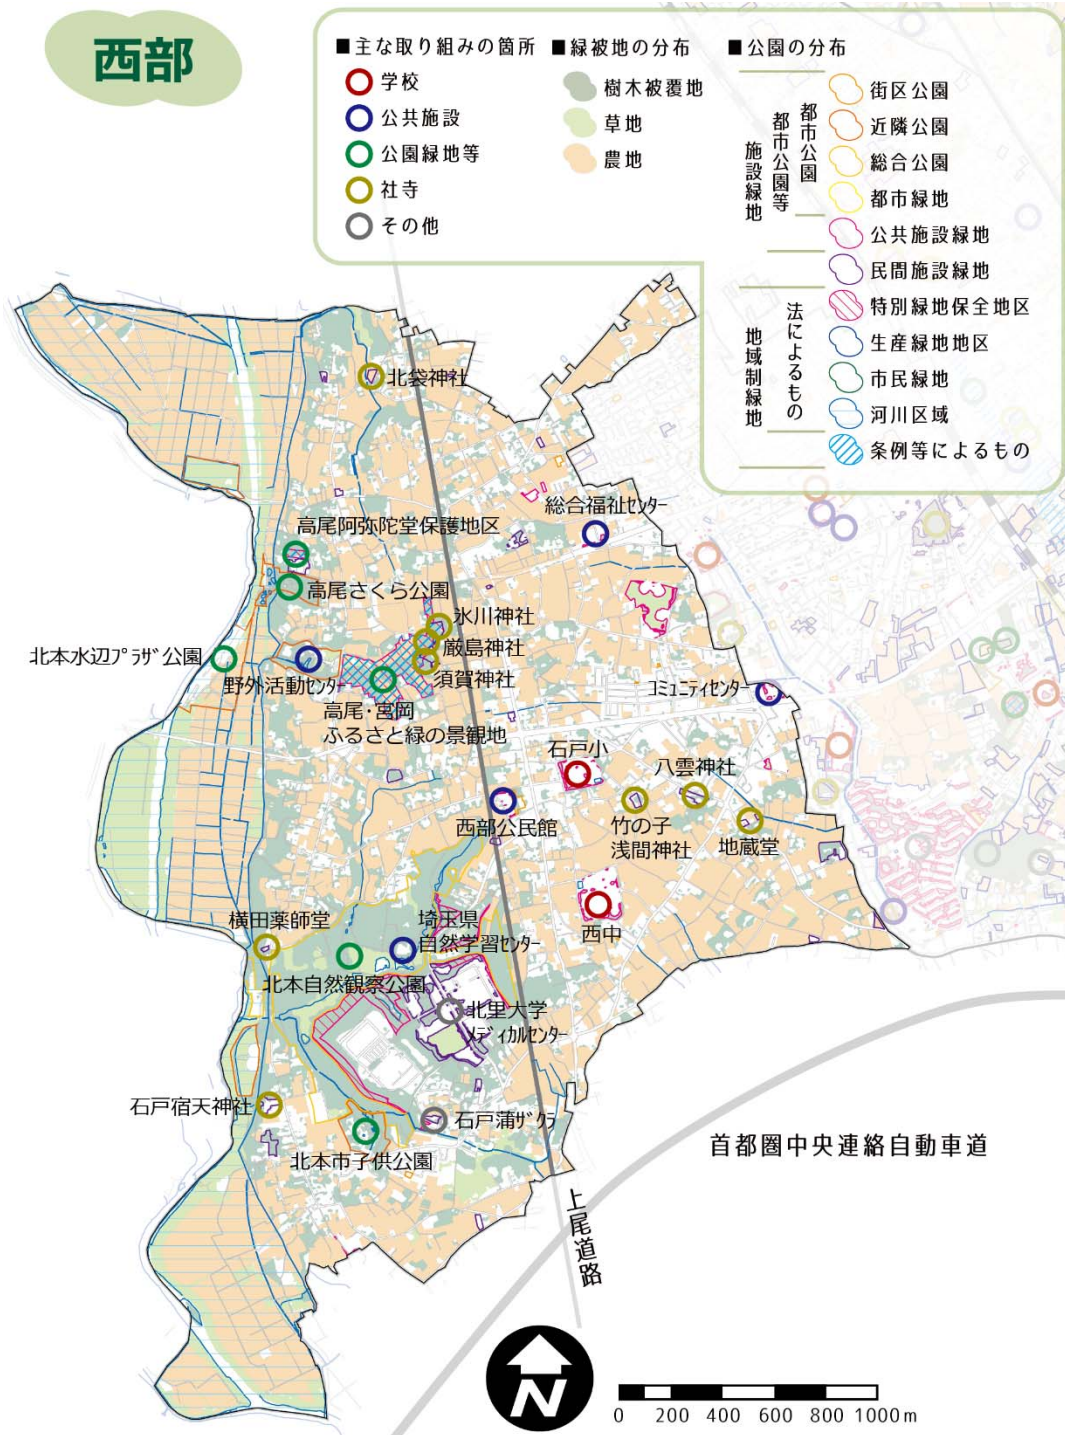 西部
■主な取り組みの箇所
学校
公共施設
公園緑地等
社寺
その他
■緑被地の分布
樹木被覆地
草地
農地
■公園の分布
施設緑地
都市公園等
都市公園
街区公園
近隣公園
総合公園
都市緑地
公共施設緑地
民間施設緑地
地域制緑地
法によるもの
特別緑地保全地区
生産緑地地区
市民緑地
河川区域
条例等によるもの
北袋神社
総合福祉センター
高尾阿弥陀堂保護地区
高尾さくら公園
氷川神社
厳島神社
須賀神社
北本水辺プラザ公園
野外活動センター
高尾・宮岡
ふるさと緑の景観地
コミュニティセンター
石戸小
八雲神社
西部公民館
竹の子
浅間神社
地蔵堂
西中
横田薬師堂
埼玉県
自然学習センター
北本自然観察公園
北里大学
メディカルセンター
石戸宿天神社
石戸蒲ザクラ
北本市子供公園
首都圏中央連絡自動車道
上尾道路
N
0 200 400 600 800 1000m